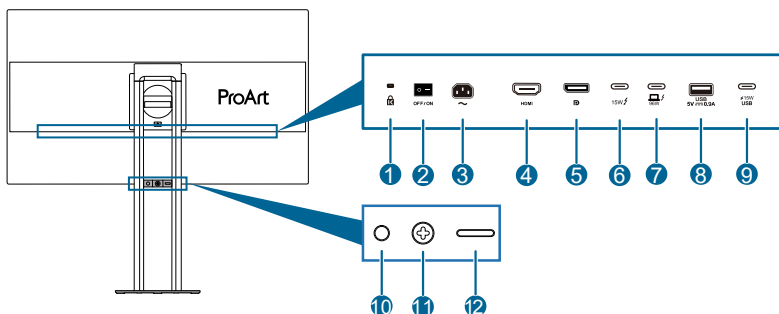 ProArt
OFF/ON
HDMI
15W
USB
5V 0.9A
15W
USB
1 2 3 4 5 6 7 8 9
10 11 12